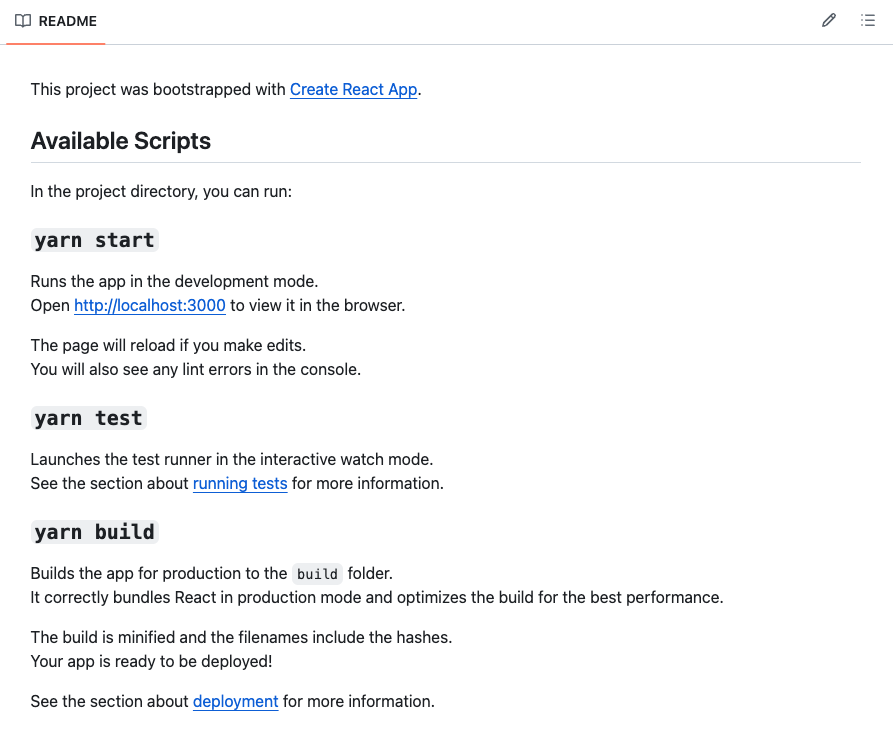 README
This project was bootstrapped with Create React App.
Available Scripts
In the project directory, you can run:
yarn start
Runs the app in the development mode.
Open http://localhost:3000 to view it in the browser.
The page will reload if you make edits.
You will also see any lint errors in the console.
yarn test
Launches the test runner in the interactive watch mode.
See the section about running tests for more information.
yarn build
Builds the app for production to the build folder.
It correctly bundles React in production mode and optimizes the build for the best performance.
The build is minified and the filenames include the hashes.
Your app is ready to be deployed!
See the section about deployment for more information.